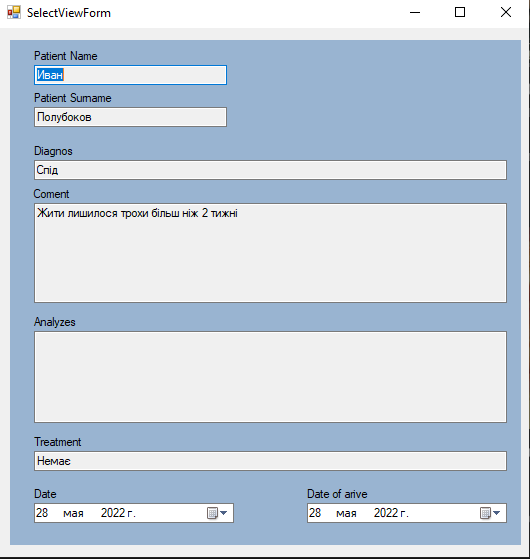 SelectViewForm
Patient Name
Иван
Patient Surname
Полубоков
Diagnos
Спід
Coment
Жити лишилося трохи більш ніж 2 тижні
Analyzes
Treatment
Немає
Date
Date of arive
28 мая 2022 г.
28 мая 2022 г.